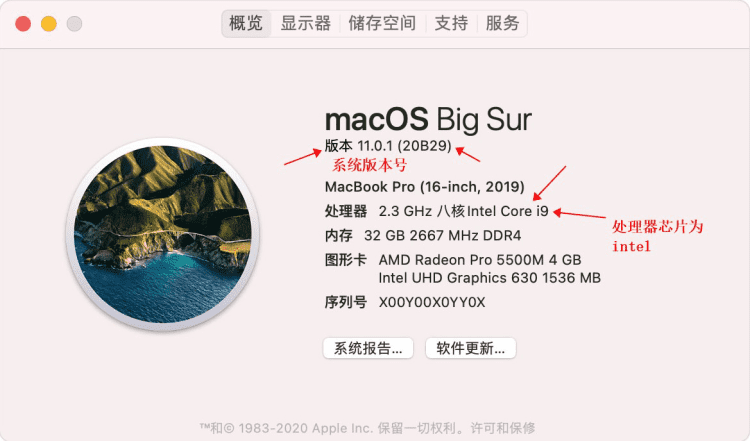 概览 显示器 储存空间 支持 服务
macOS Big Sur
版本 11.0.1 (20B29)
系统版本号
MacBook Pro (16-inch, 2019)
处理器 2.3 GHz 八核Intel Core i9
处理器芯片为
intel
内存 32 GB 2667 MHz DDR4
图形卡 AMD Radeon Pro 5500M 4 GB
Intel UHD Graphics 630 1536 MB
序列号 X00Y00X0YY0X
系统报告... 软件更新...
™和© 1983-2020 Apple Inc. 保留一切权利。许可和保修